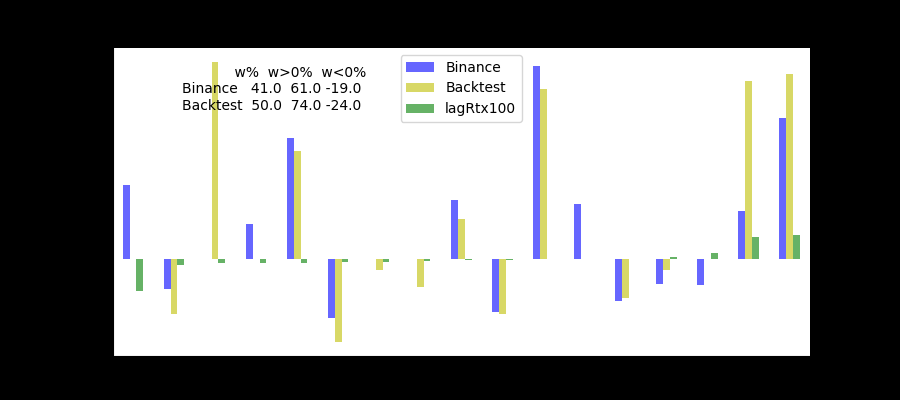 w%  w>0%  w<0%
Binance   41.0  61.0 -19.0
Backtest  50.0  74.0 -24.0
Binance
Backtest
lagRtx100